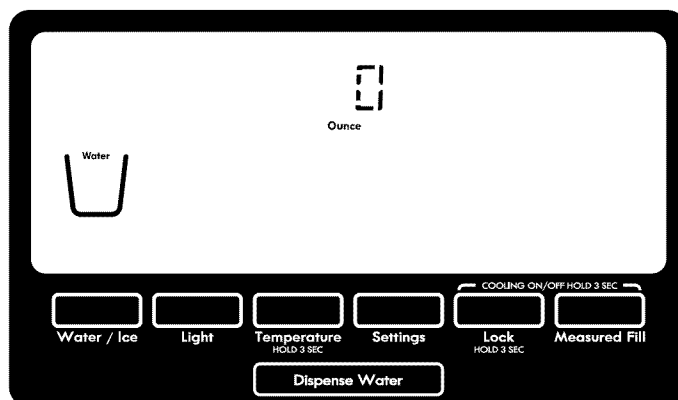 0
Ounce
Water
COOLING ON/OFF HOLD 3 SEC
Water / Ice Light Temperature Settings Lock Measured Fill
HOLD 3 SEC HOLD 3 SEC
Dispense Water